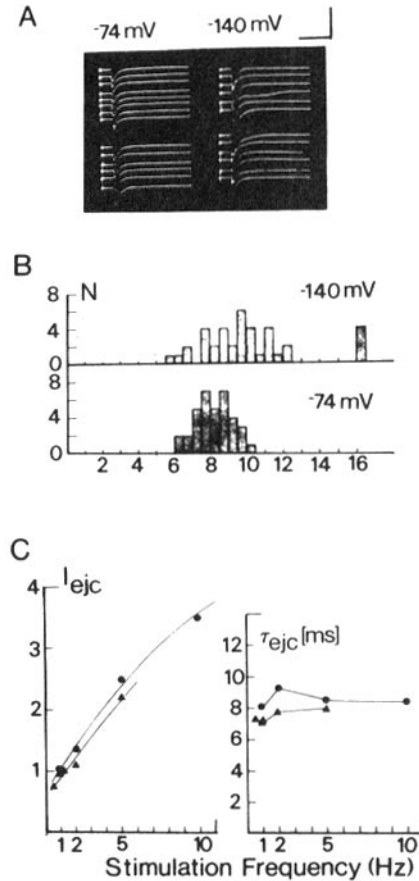 A
-74 mV -140 mV
B
N
8
4
0
-140 mV
8
4
0
-74 mV
2 4 6 8 10 12 14 16
C
4
3
2
1
I ejc
1 2 5 10
12
10
8
6
4
2
τ ejc [ms]
1 2 5 10
Stimulation Frequency (Hz)